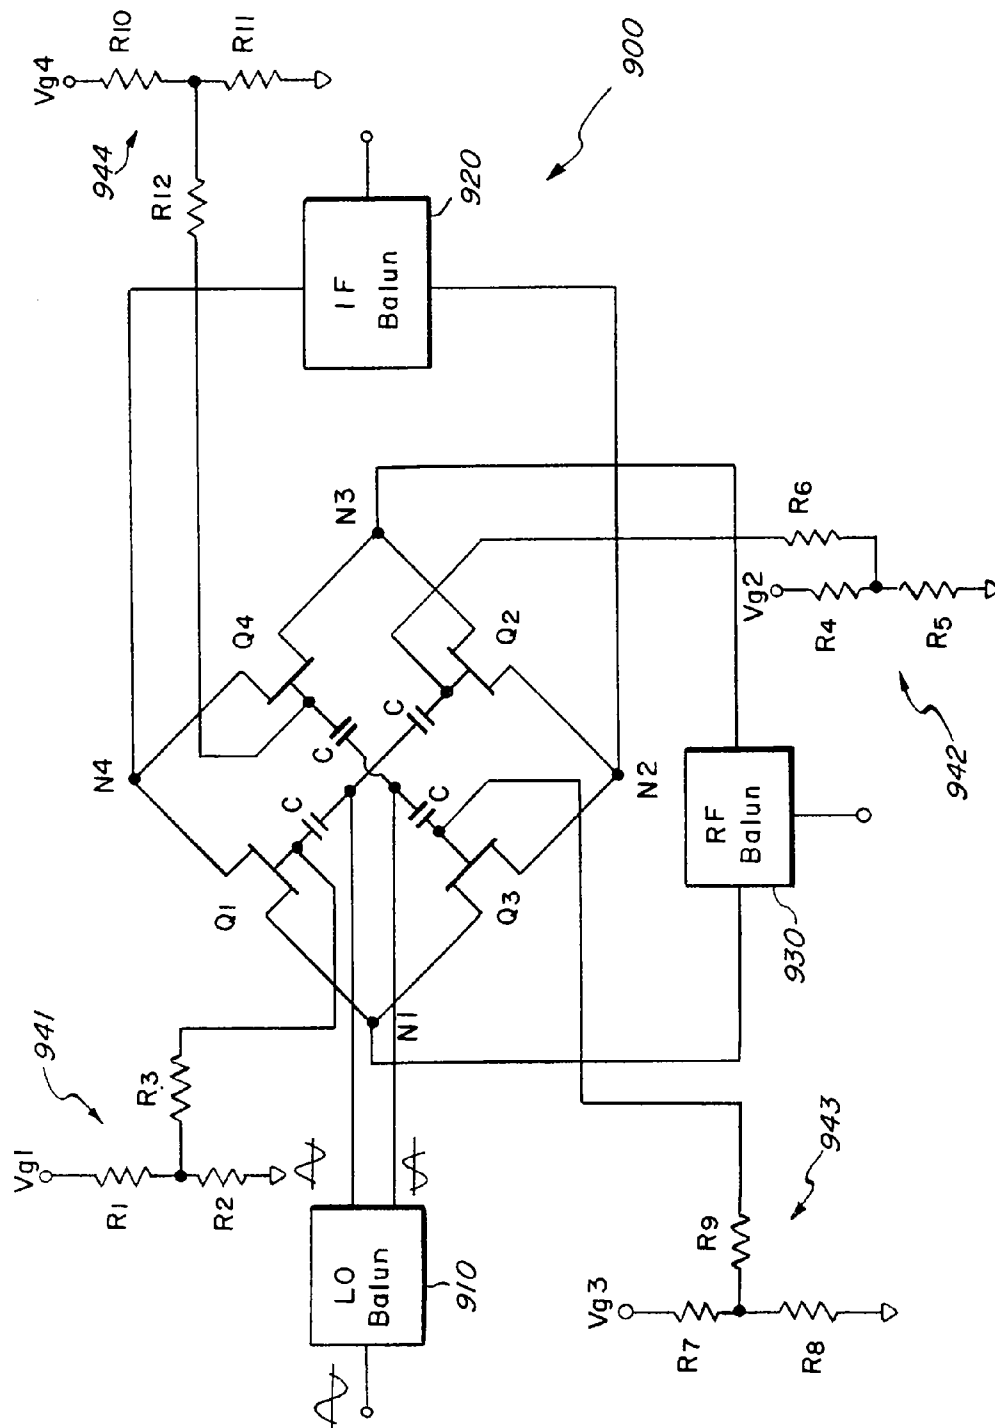 Vg4
R10
R11
944
R12
900
IF
Balun
920
N3
Q4
N4
C
C
C
C
Q2
R6
Vg2
R4
R5
942
N2
Q1
Q3
N1
RF
Balun
930
941
Vg1
R3
R1
R2
LO
Balun
910
943
R9
Vg3
R7
R8